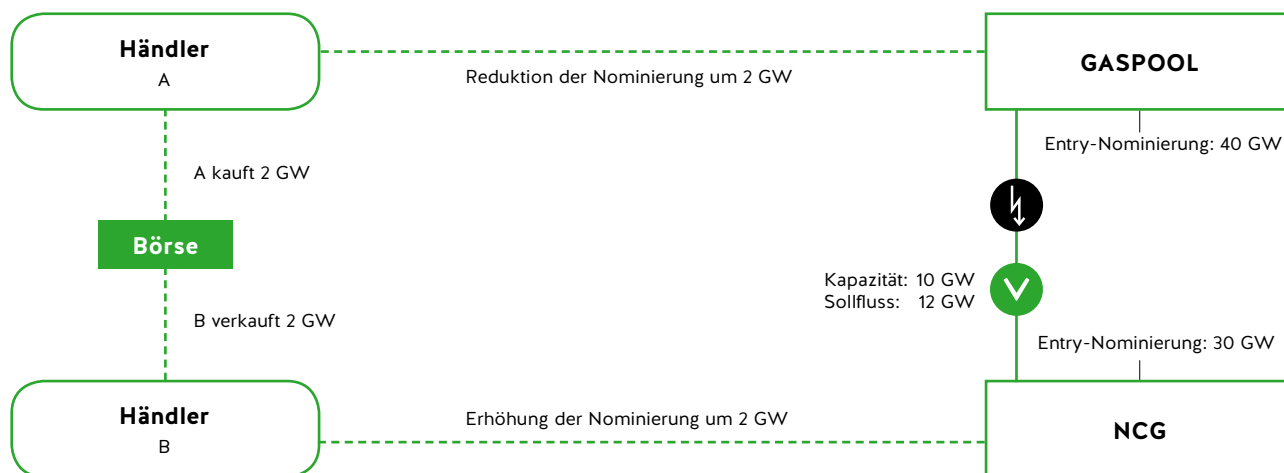 Händler
A
GASPOOL
Reduktion der Nominierung um 2 GW
Entry-Nominierung: 40 GW
A kauft 2 GW
Börse
Kapazität: 10 GW
Sollfluss: 12 GW
B verkauft 2 GW
Entry-Nominierung: 30 GW
Händler
B
Erhöhung der Nominierung um 2 GW
NCG